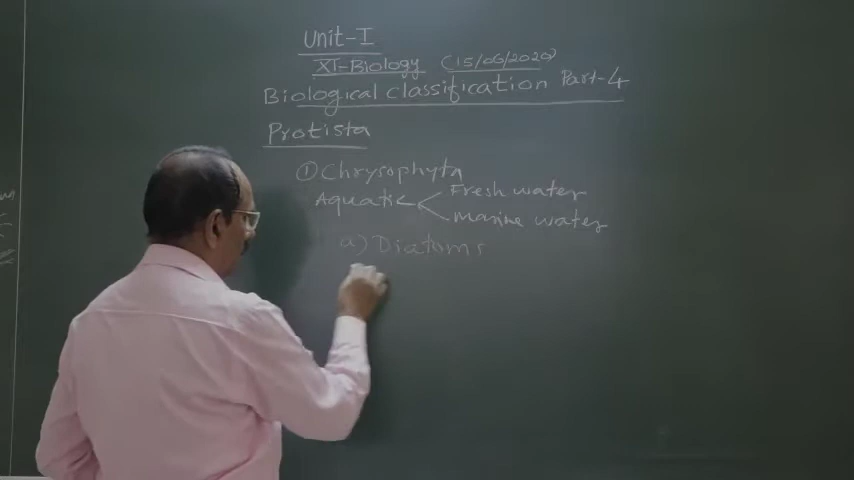 Unit-I
XI-Biology (15/06/2020)
Biological classification Part-4
Protista
① Chrysophyta
Aquatic < Fresh water
Marine water
a) Diatoms